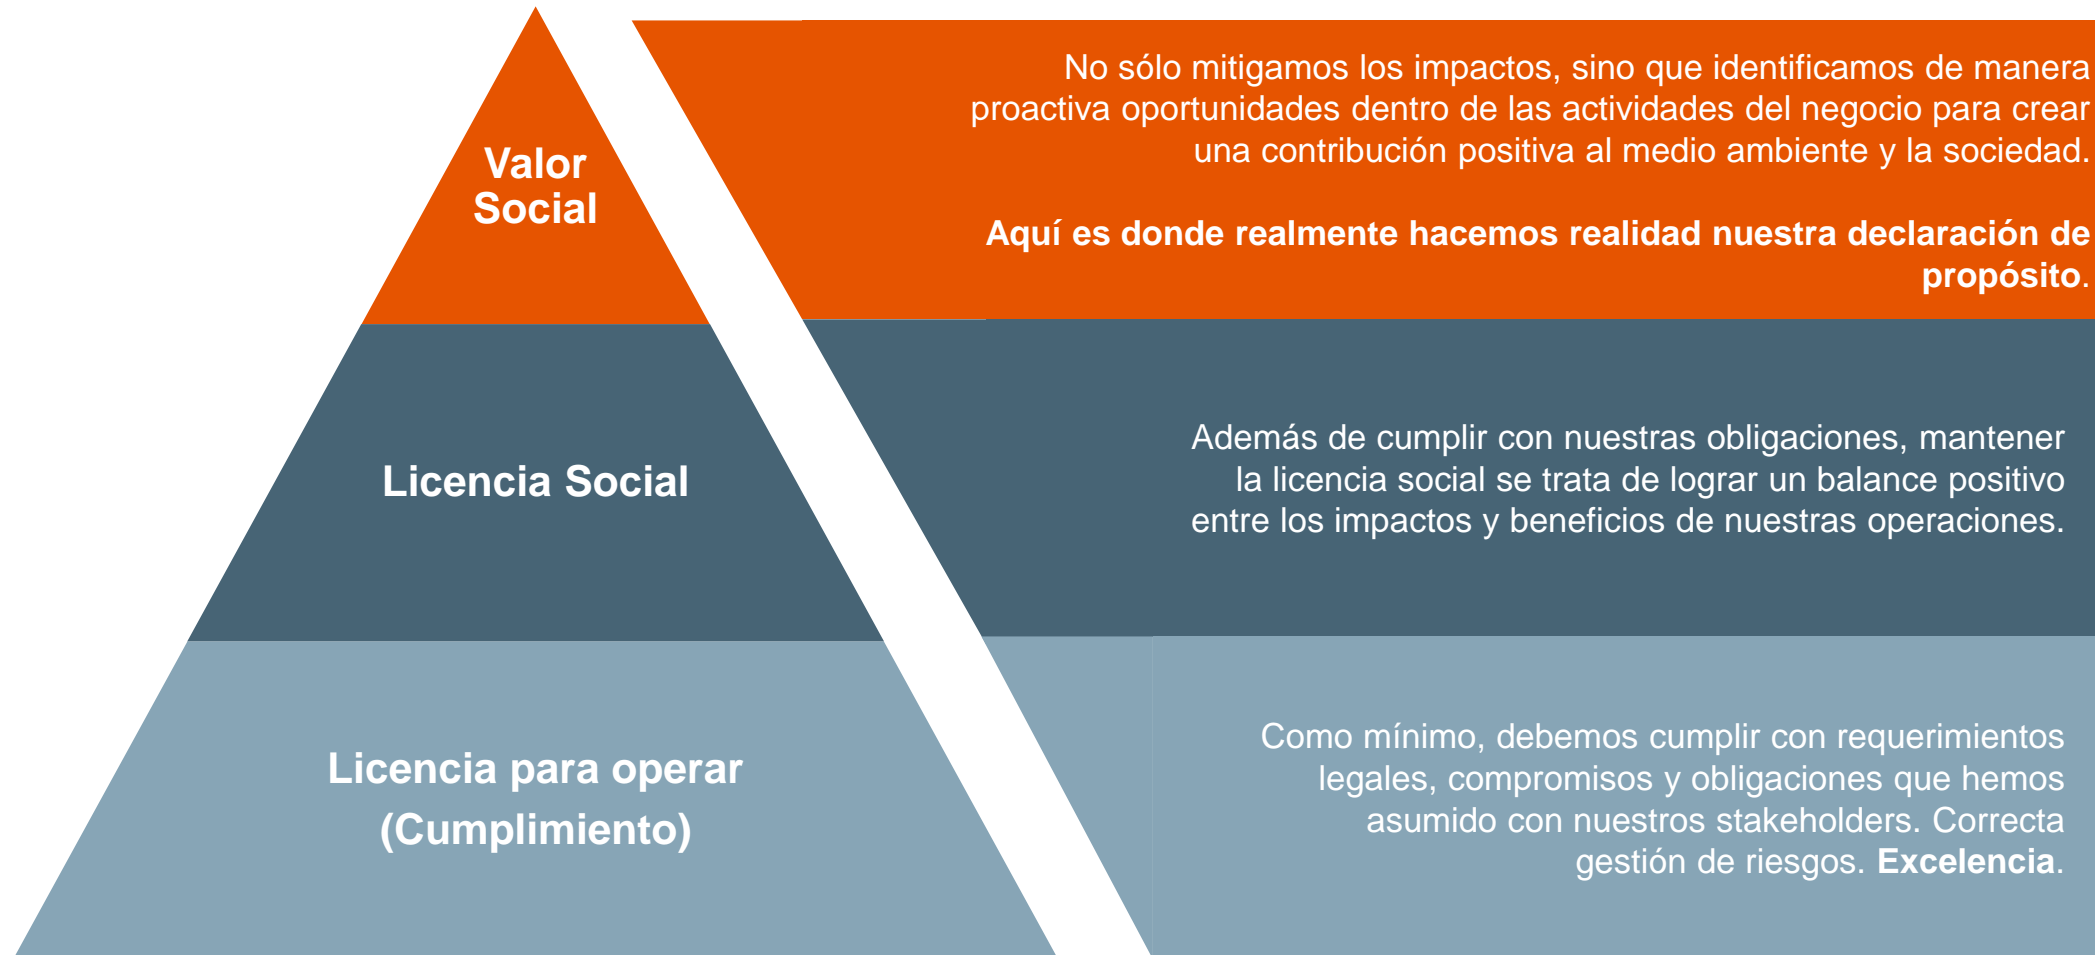 Valor
Social
No sólo mitigamos los impactos, sino que identificamos de manera
proactiva oportunidades dentro de las actividades del negocio para crear
una contribución positiva al medio ambiente y la sociedad.
Aquí es donde realmente hacemos realidad nuestra declaración de
propósito.
Licencia Social
Además de cumplir con nuestras obligaciones, mantener
la licencia social se trata de lograr un balance positivo
entre los impactos y beneficios de nuestras operaciones.
Licencia para operar
(Cumplimiento)
Como mínimo, debemos cumplir con requerimientos
legales, compromisos y obligaciones que hemos
asumido con nuestros stakeholders. Correcta
gestión de riesgos. Excelencia.